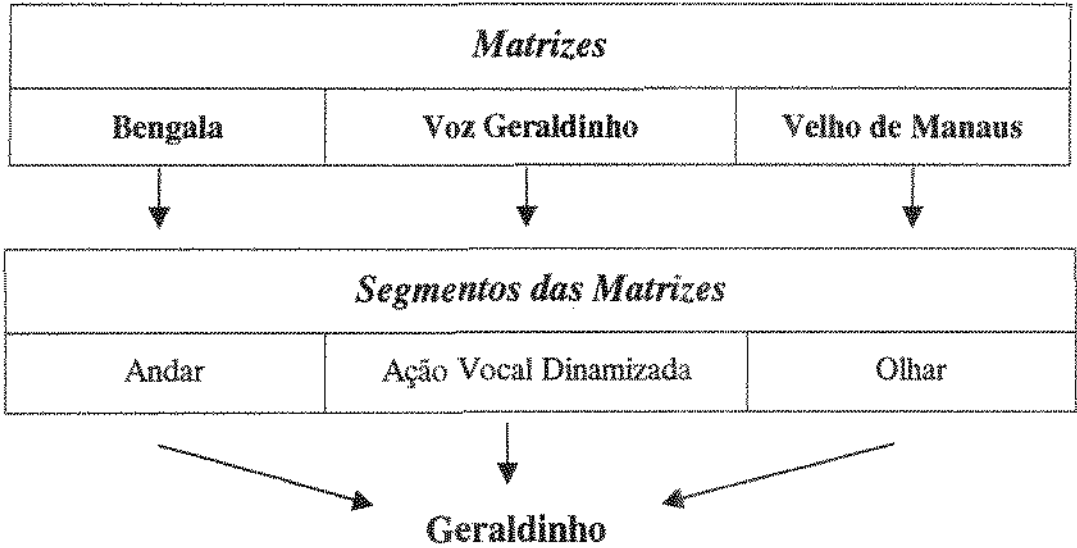 Matrizes
Bengala Voz Geraldinho Velho de Manaus
Segmentos das Matrizes
Andar Ação Vocal Dinamizada Olhar
Geraldinho